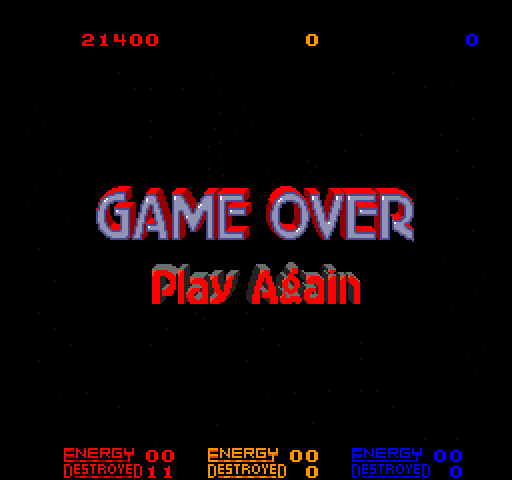 21400 0 0
GAME OVER
Play Again
ENERGY 00 ENERGY 00 ENERGY 00
DESTROYED 11 DESTROYED 0 DESTROYED 0